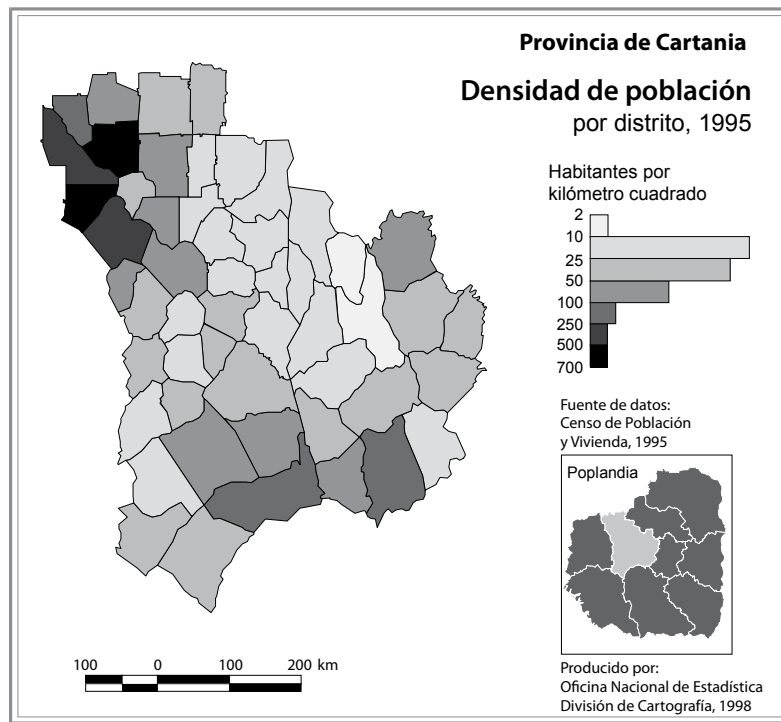 Provincia de Cartania
Densidad de población
por distrito, 1995
Habitantes por
kilómetro cuadrado
2
10
25
50
100
250
500
700
Fuente de datos:
Censo de Población
y Vivienda, 1995
Poplandia
100 0 100 200 km
Producido por:
Oficina Nacional de Estadística
División de Cartografía, 1998